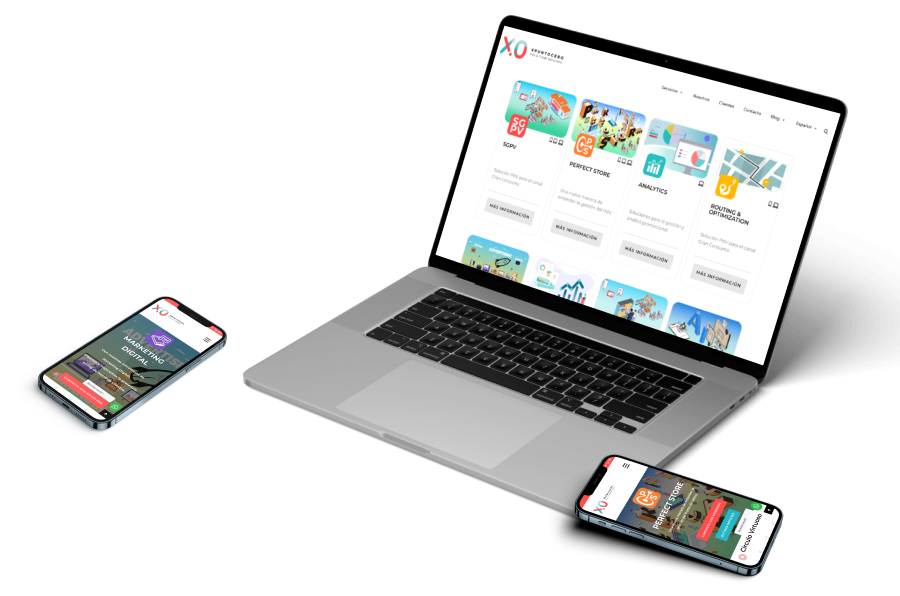 X.O
XPUNTOCERO
Servicios
Nosotros
Clientes
Contacto
Blog
Español
SGPV
SGPV
Solución PdV para el canal
Gran Consumo.
MÁS INFORMACIÓN
PERFECT STORE
Una nueva manera de
entender la gestión del PdV.
MÁS INFORMACIÓN
ANALYTICS
Soluciones para la gestión y
análisis promocional
MÁS INFORMACIÓN
ROUTING &
OPTIMIZATION
Solución PdV para el canal
Gran Consumo.
MÁS INFORMACIÓN
X.O
MARKETING
DIGITAL
X.O
PERFECT STORE
Círculo Virtuoso